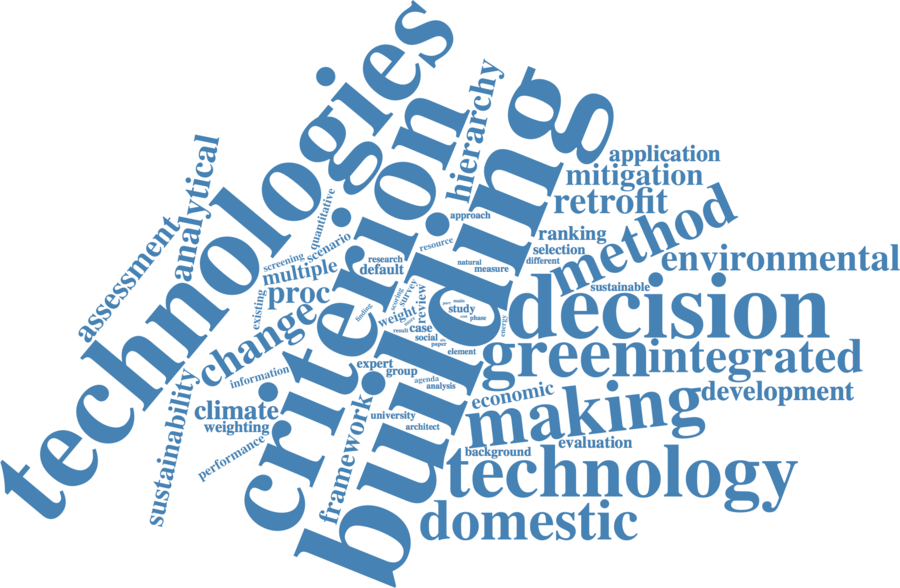 technologies
criterion
building
hierarchy
analytical
assessment
quantitative
scenario
screening
multiple
research
default
proc
existing
change
approach
resource
natural
measure
application
mitigation
retrofit
method
ranking
selection
different
environmental
sustainable
decision
finding
scoring
survey
review
weight
study
phase
energy
result
case
social
paper
element
green
integrated
information
expert
group
agenda
analysis
economic
development
climate
weighting
sustainability
performance
framework
university
architect
making
evaluation
background
technology
domestic